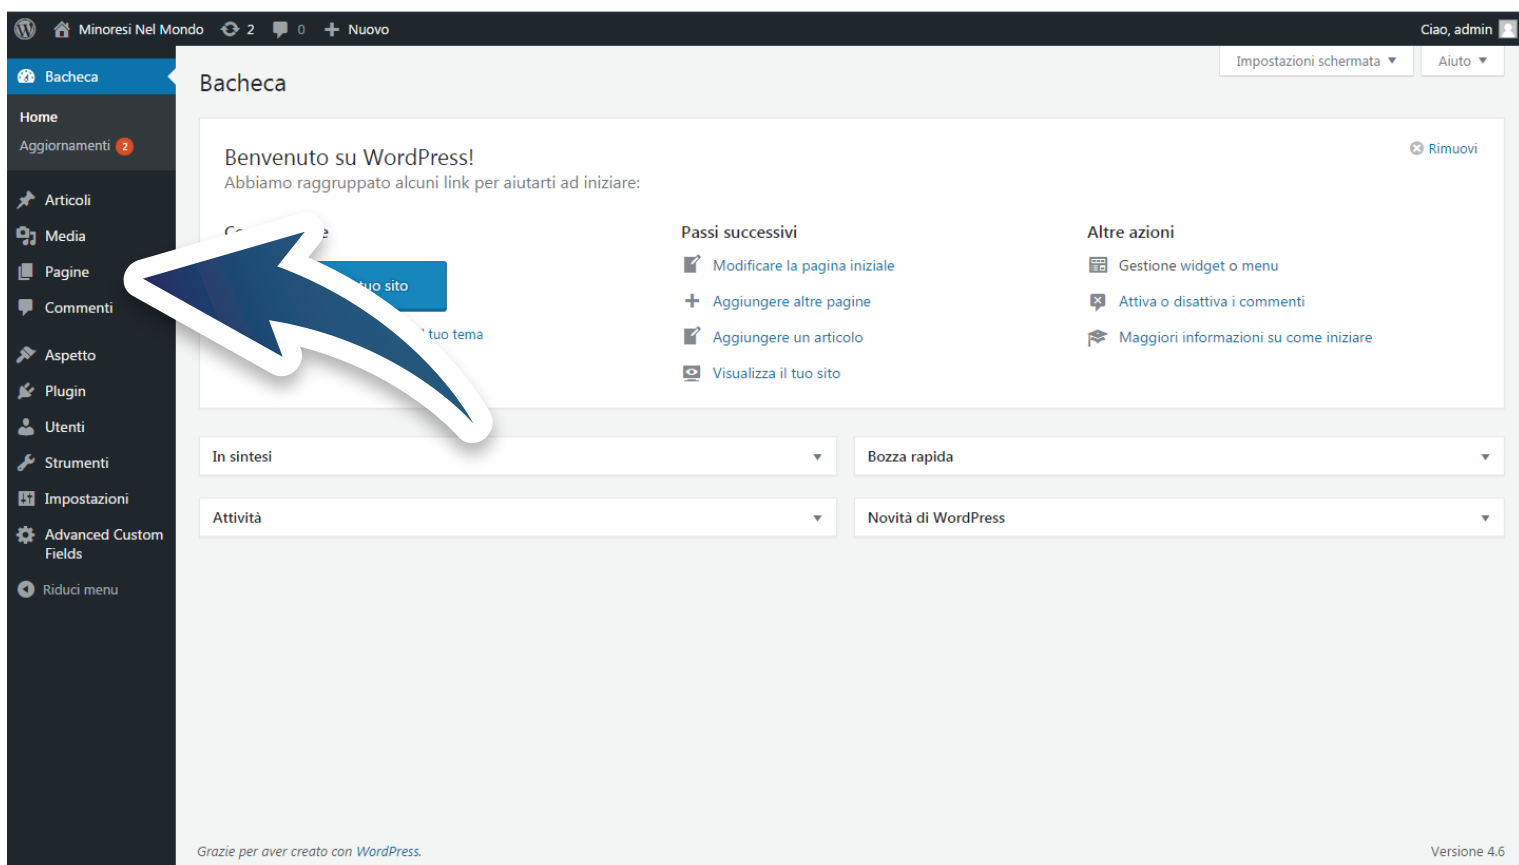 Minoresi Nel Mondo 2 0 Nuovo Ciao, admin
Bacheca
Home
Aggiornamenti 2
Articoli
Media
Pagine
Commenti
Aspetto
Plugin
Utenti
Strumenti
Impostazioni
Advanced Custom
Fields
Riduci menu
Impostazioni schermata Aiuto
Bacheca
Benvenuto su WordPress!
Rimuovi
Abbiamo raggruppato alcuni link per aiutarti ad iniziare:
tuo sito
tuo tema
Passi successivi
Modificare la pagina iniziale
Aggiungere altre pagine
Aggiungere un articolo
Visualizza il tuo sito
Altre azioni
Gestione widget o menu
Attiva o disattiva i commenti
Maggiori informazioni su come iniziare
In sintesi
Bozza rapida
Attività
Novità di WordPress
Grazie per aver creato con WordPress.
Versione 4.6